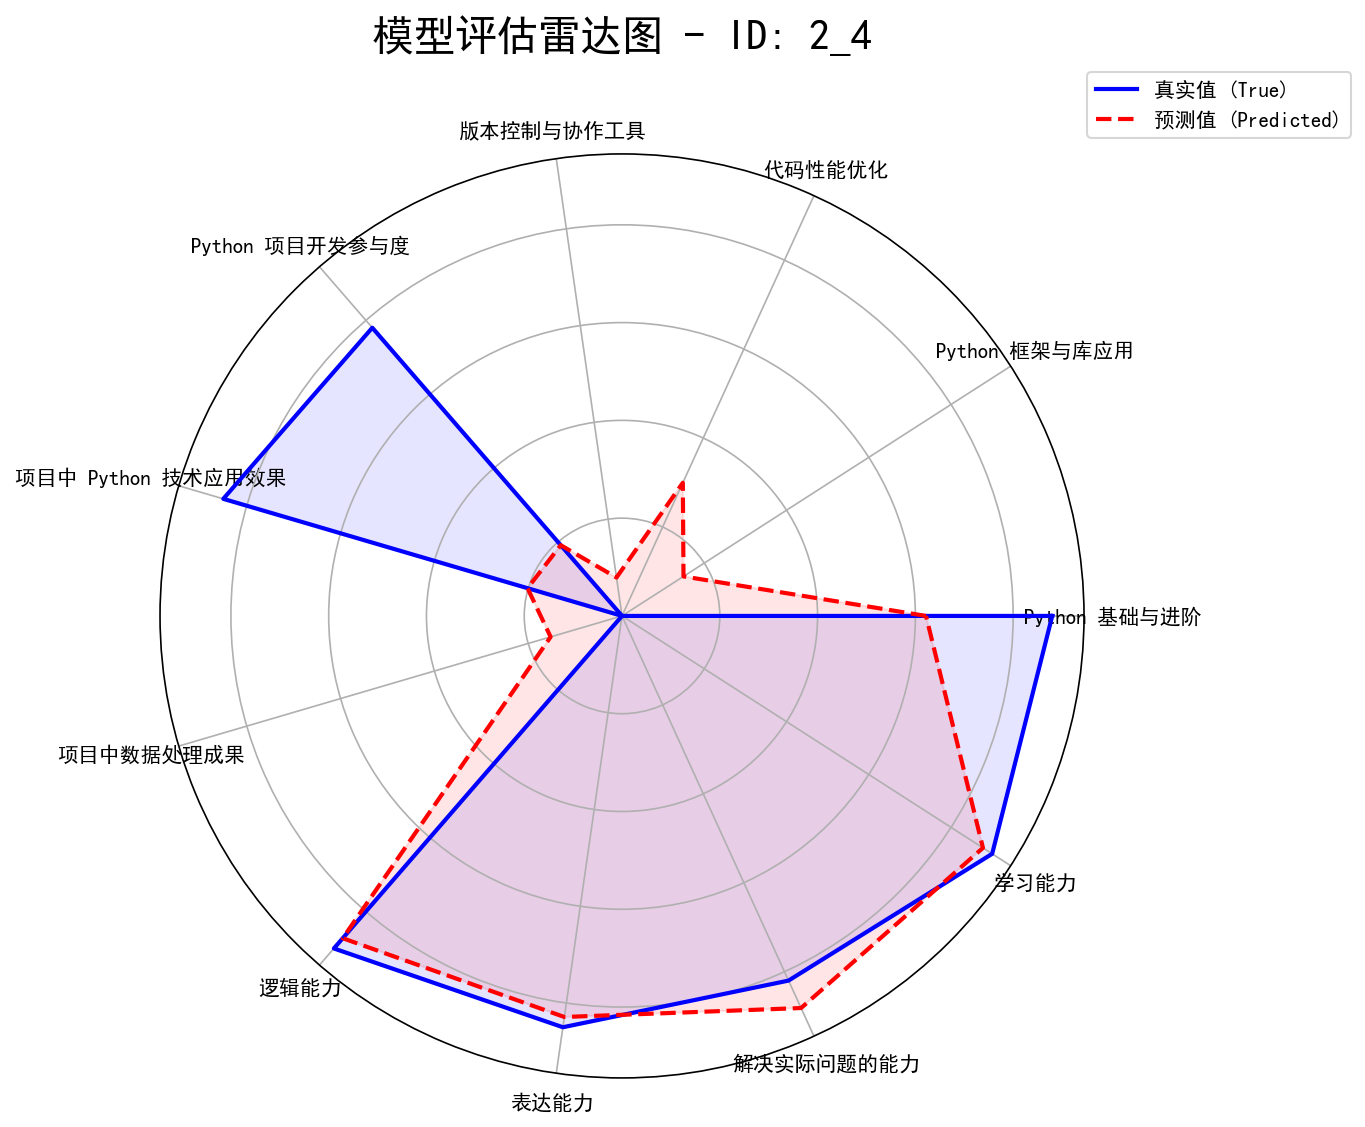 模型评估雷达图 - ID: 2_4
真实值 (True)
预测值 (Predicted)
版本控制与协作工具
代码性能优化
Python 项目开发参与度
Python 框架与库应用
项目中 Python 技术应用效果
Python 基础与进阶
项目中数据处理成果
学习能力
逻辑能力
解决实际问题的能力
表达能力